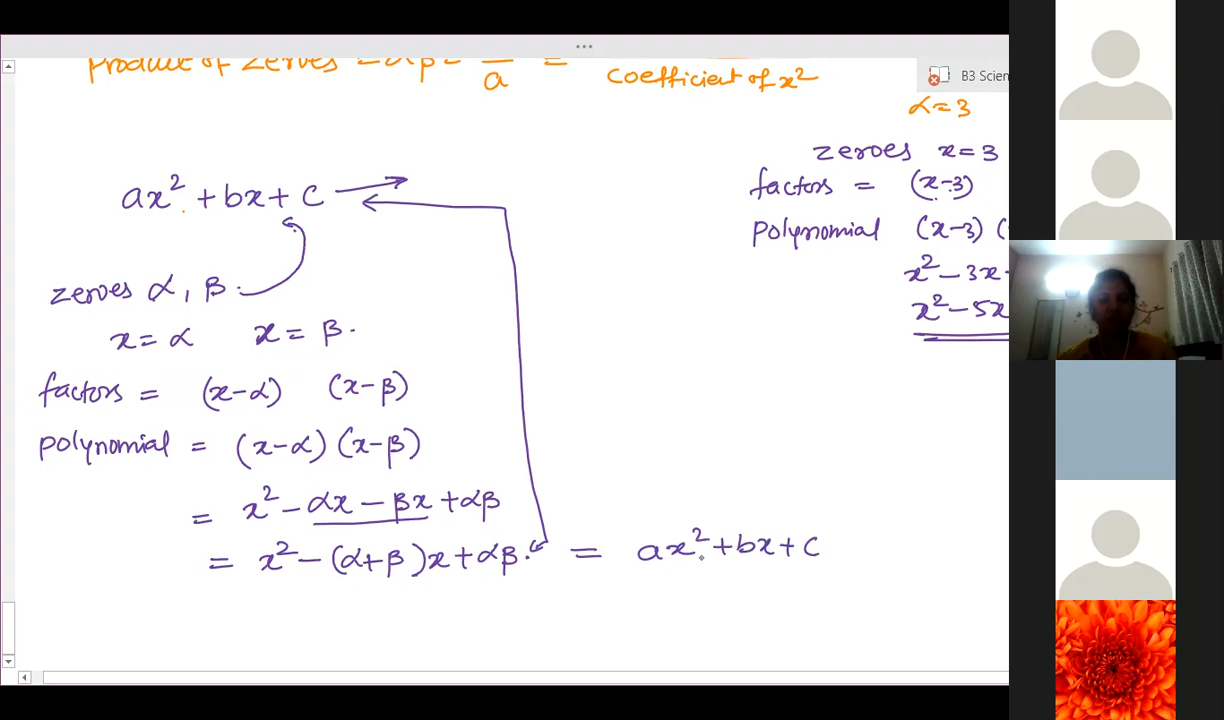 Product of zeroes = αβ = — =
a
coefficient of x²
B3 Scien
α = 3
zeroes x = 3
factors = (x-3)
polynomial (x-3) (
x² - 3x -
x² - 5x
ax² + bx + c
zeroes α, β.
x = α x = β.
factors = (x-α) (x-β)
polynomial = (x-α) (x-β)
= x² - αx - βx + αβ
= x² - (α+β)x + αβ. = ax² + bx + c